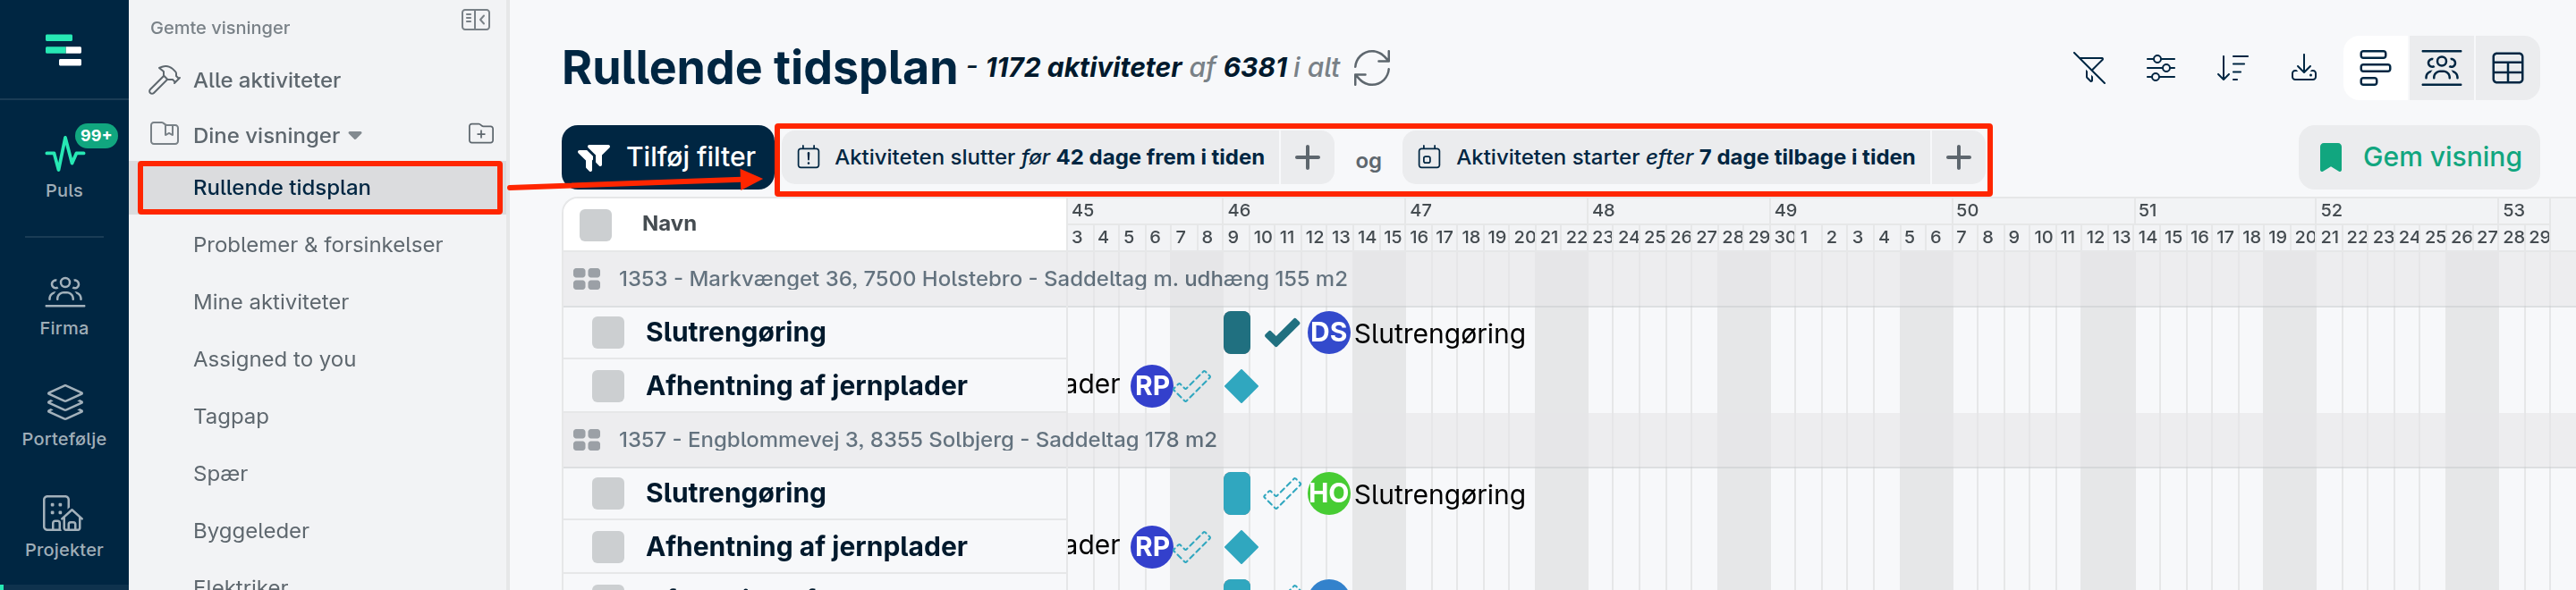 Gemte visninger
Alle aktiviteter
Dine visninger
Rullende tidsplan
Problemer & forsinkelser
Mine aktiviteter
Assigned to you
Tagpap
Spær
Byggeleder
Elektriker
99+
Puls
Firma
Portefølje
Projekter
Rullende tidsplan - 1172 aktiviteter af 6381 i alt
Tilføj filter
Aktiviteten slutter før 42 dage frem i tiden +
og
Aktiviteten starter efter 7 dage tilbage i tiden +
Gem visning
Navn
45 46 47 48 49 50 51 52 53
3 4 5 6 7 8 9 10 11 12 13 14 15 16 17 18 19 20 21 22 23 24 25 26 27 28 29 30 1 2 3 4 5 6 7 8 9 10 11 12 13 14 15 16 17 18 19 20 21 22 23 24 25 26 27 28 29
1353 - Markvænget 36, 7500 Holstebro - Saddeltag m. udhæng 155 m2
Slutrengøring DS Slutrengøring
Afhentning af jernplader ader RP
1357 - Engblommevej 3, 8355 Solbjerg - Saddeltag 178 m2
Slutrengøring HO Slutrengøring
Afhentning af jernplader ader RP